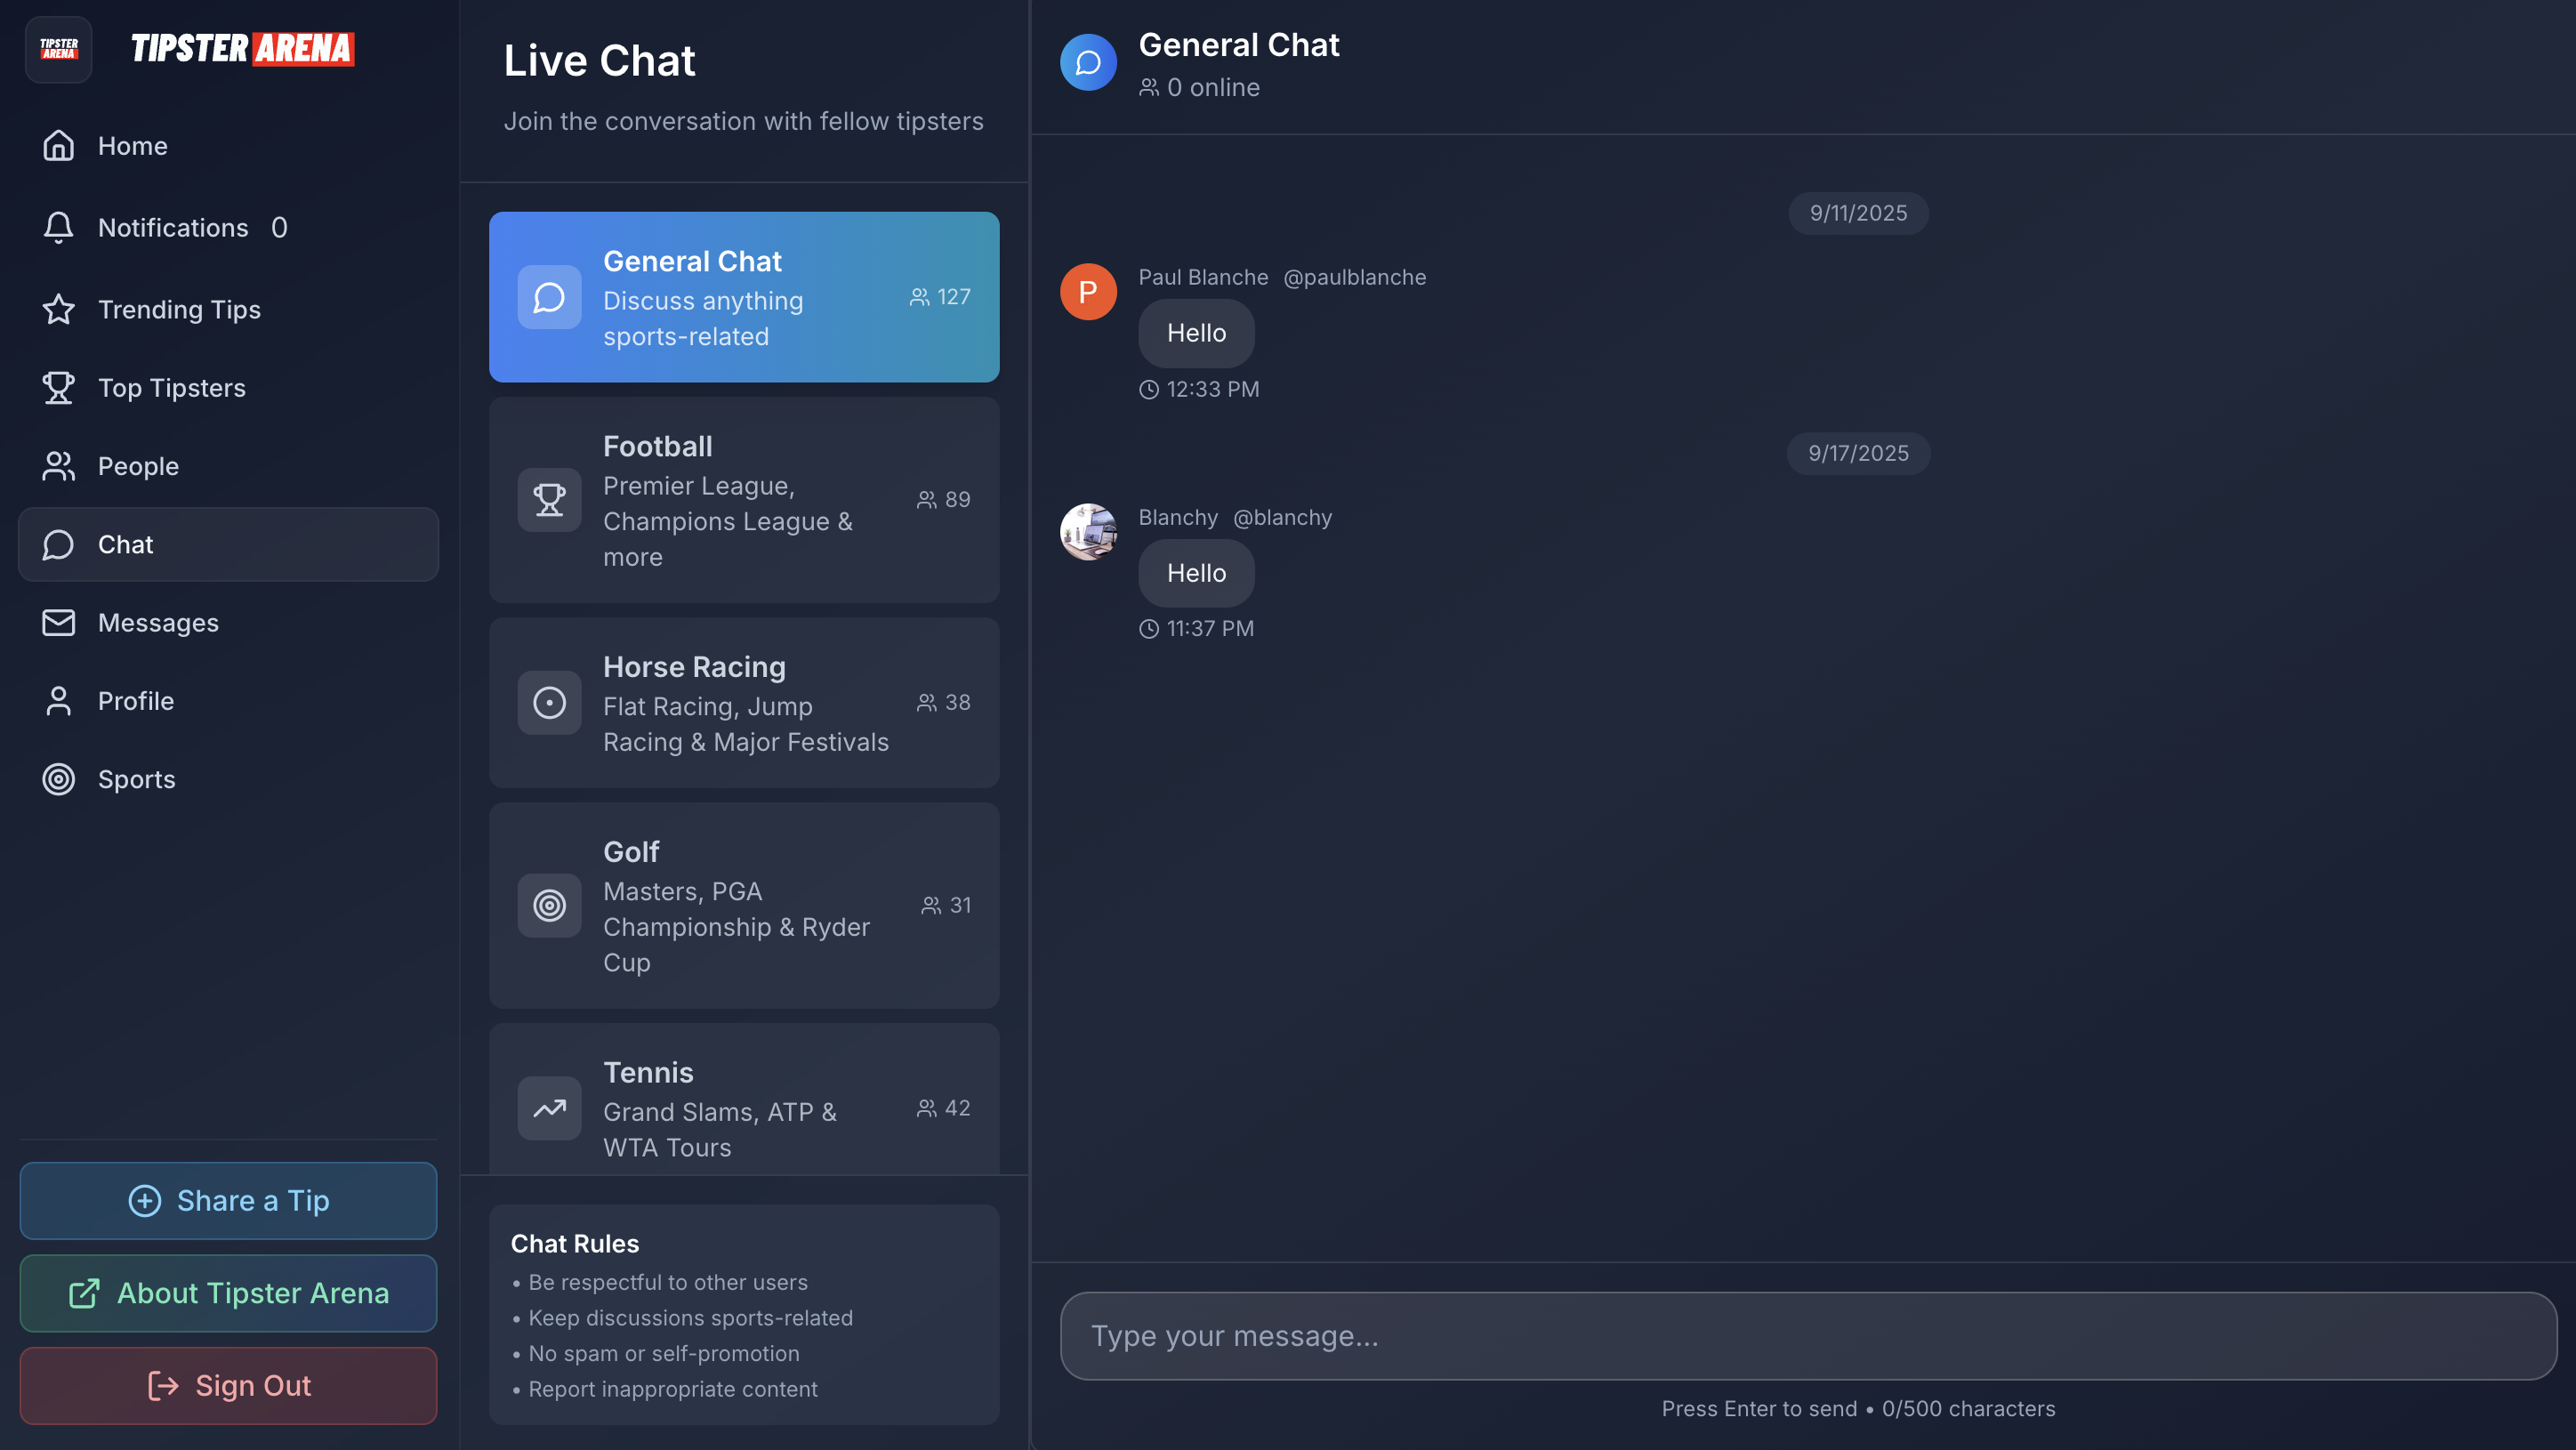 TIPSTER
ARENA
TIPSTER ARENA
Home
Notifications 0
Trending Tips
Top Tipsters
People
Chat
Messages
Profile
Sports
Share a Tip
About Tipster Arena
Sign Out
Live Chat
Join the conversation with fellow tipsters
General Chat
Discuss anything
sports-related
127
Football
Premier League,
Champions League &
more
89
Horse Racing
Flat Racing, Jump
Racing & Major Festivals
38
Golf
Masters, PGA
Championship & Ryder
Cup
31
Tennis
Grand Slams, ATP &
WTA Tours
42
Chat Rules
• Be respectful to other users
• Keep discussions sports-related
• No spam or self-promotion
• Report inappropriate content
General Chat
0 online
9/11/2025
P
Paul Blanche @paulblanche
Hello
12:33 PM
9/17/2025
Blanchy @blanchy
Hello
11:37 PM
Type your message...
Press Enter to send • 0/500 characters